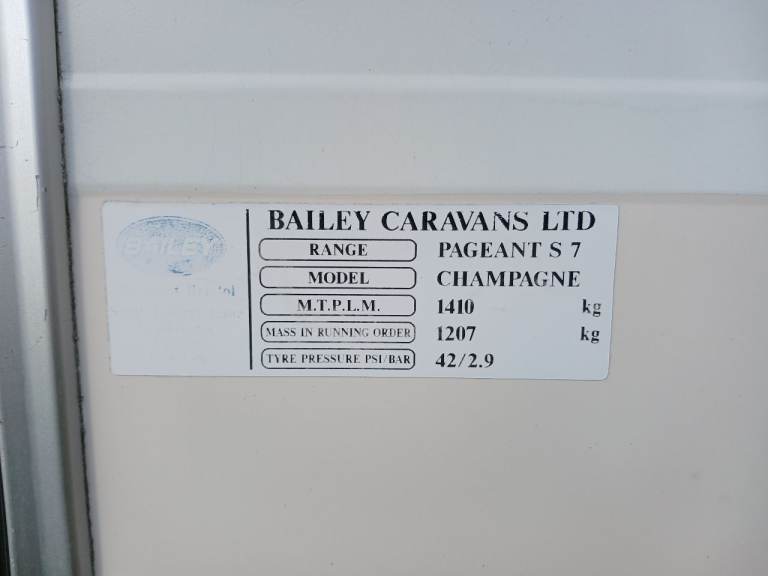 BAILEY
BAILEY CARAVANS LTD
RANGE PAGEANT S 7
MODEL CHAMPAGNE
M.T.P.L.M. 1410 kg
MASS IN RUNNING ORDER 1207 kg
TYRE PRESSURE PSI/BAR 42/2.9